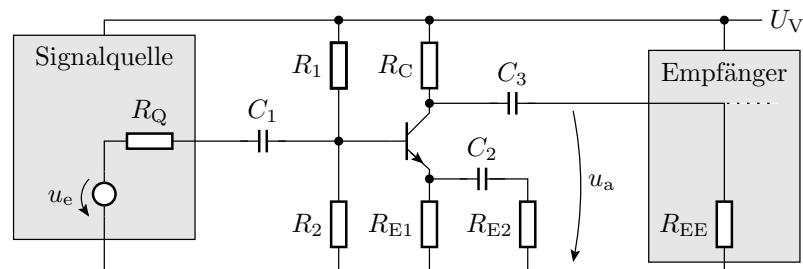 U_V
Signalquelle
R_1
R_C
C_3
Empfänger
R_Q
C_1
C_2
u_e
u_a
R_2
R_E1
R_E2
R_EE